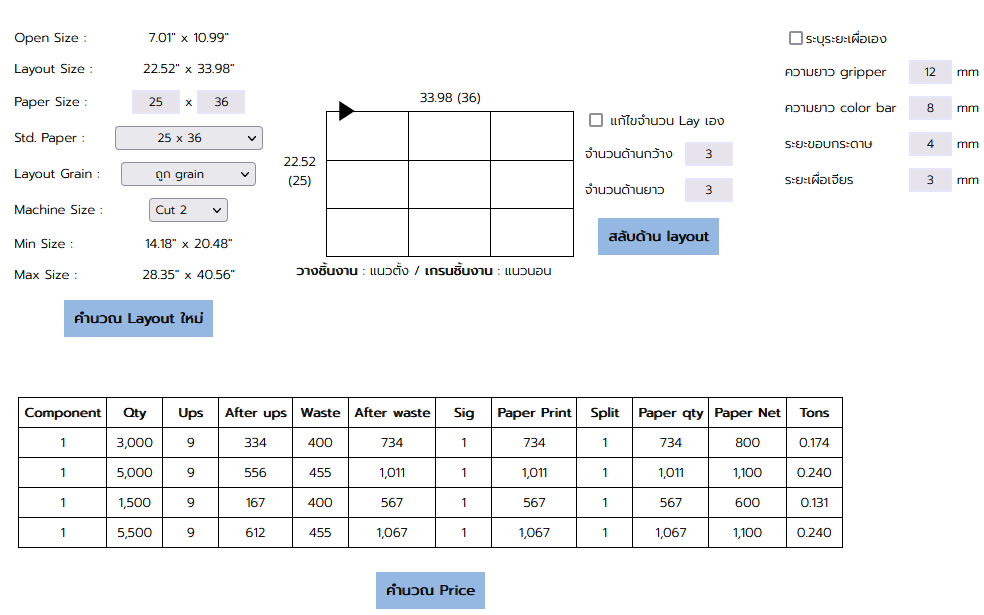 Open Size : 7.01" x 10.99"
Layout Size : 22.52" x 33.98"
Paper Size : 25 x 36
Std. Paper : 25 x 36
Layout Grain : ถูก grain
Machine Size : Cut 2
Min Size : 14.18" x 20.48"
Max Size : 28.35" x 40.56"
คำนวณ Layout ใหม่
33.98 (36)
22.52
(25)
วางชิ้นงาน : แนวตั้ง / เกรนชิ้นงาน : แนวนอน
แก้ไขจำนวน Lay เอง
จำนวนด้านกว้าง 3
จำนวนด้านยาว 3
สลับด้าน layout
ระบุระยะเผื่อเอง
ความยาว gripper 12 mm
ความยาว color bar 8 mm
ระยะขอบกระดาษ 4 mm
ระยะเผื่อเจียร 3 mm
Component Qty Ups After ups Waste After waste Sig Paper Print Split Paper qty Paper Net Tons
1 3,000 9 334 400 734 1 734 1 734 800 0.174
1 5,000 9 556 455 1,011 1 1,011 1 1,011 1,100 0.240
1 1,500 9 167 400 567 1 567 1 567 600 0.131
1 5,500 9 612 455 1,067 1 1,067 1 1,067 1,100 0.240
คำนวณ Price